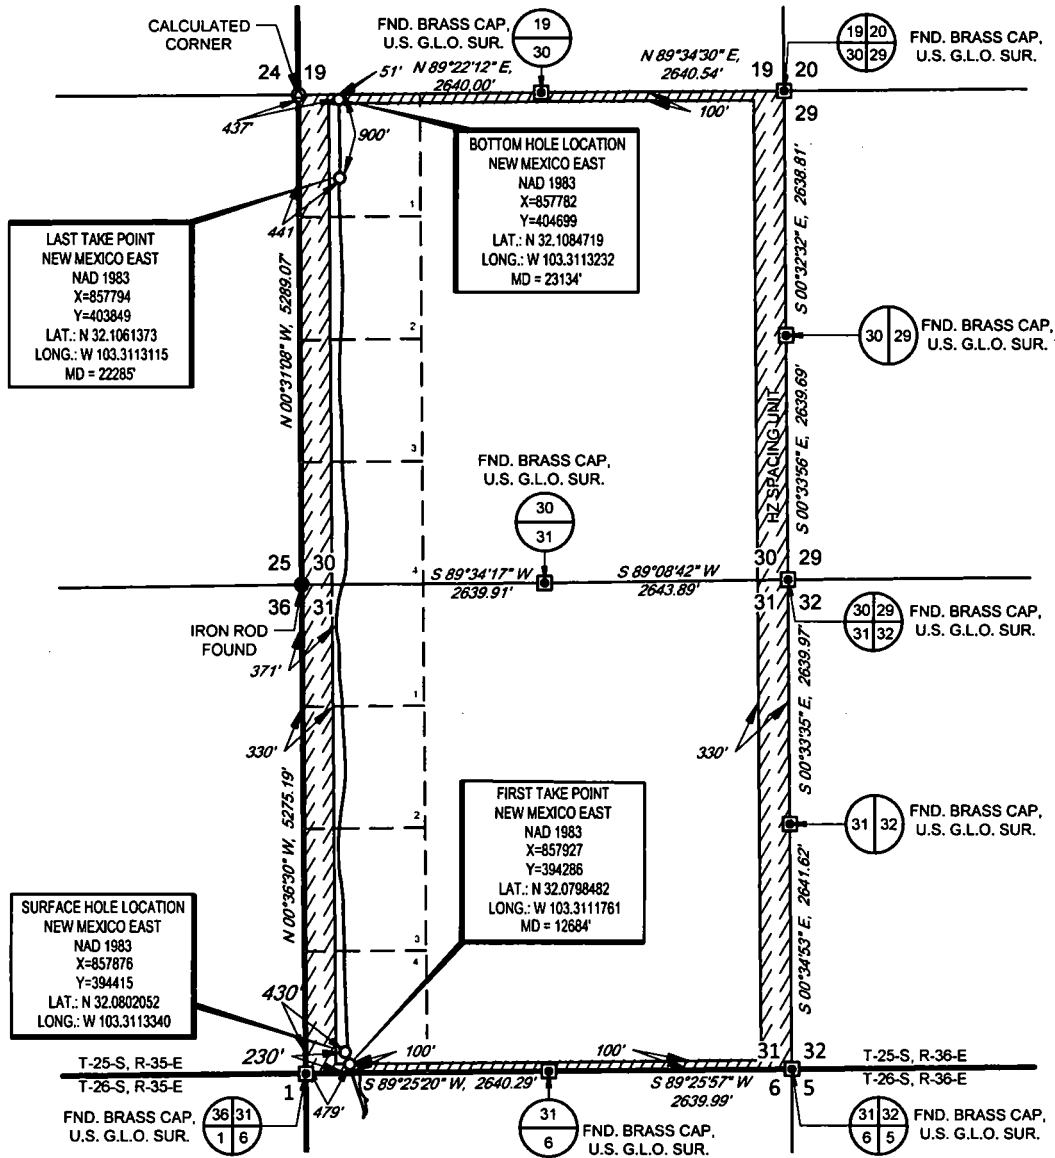 CALCULATED
CORNER
FND. BRASS CAP,
U.S. G.L.O. SUR.
19
30
N 89°22'12" E,
2640.00'
N 89°34'30" E,
2640.54'
19 20
30 29
FND. BRASS CAP,
U.S. G.L.O. SUR.
24 19
51'
19 20
29
437'
900'
100'
BOTTOM HOLE LOCATION
NEW MEXICO EAST
NAD 1983
X=857782
Y=404699
LAT.: N 32.1084719
LONG.: W 103.3113232
MD = 23134'
S 00°32'32" E, 2638.81'
441'
1
LAST TAKE POINT
NEW MEXICO EAST
NAD 1983
X=857794
Y=403849
LAT.: N 32.1061373
LONG.: W 103.3113115
MD = 22285'
N 00°31'08" W, 5289.07'
2
30 29
FND. BRASS CAP,
U.S. G.L.O. SUR.
HZ SPACING UNIT
S 00°33'56" E, 2639.69'
3
FND. BRASS CAP,
U.S. G.L.O. SUR.
30
31
25 30
4
S 89°34'17" W
2639.91'
S 89°08'42" W
2643.89'
30 29
36 31
31 32
IRON ROD
FOUND
371'
30 29
31 32
FND. BRASS CAP,
U.S. G.L.O. SUR.
S 00°33'35" E, 2639.97'
1
330'
330'
N 00°36'30" W, 5275.19'
FIRST TAKE POINT
NEW MEXICO EAST
NAD 1983
X=857927
Y=394286
LAT.: N 32.0798482
LONG.: W 103.3111761
MD = 12684'
2
31 32
FND. BRASS CAP,
U.S. G.L.O. SUR.
S 00°34'53" E, 2641.62'
SURFACE HOLE LOCATION
NEW MEXICO EAST
NAD 1983
X=857876
Y=394415
LAT.: N 32.0802052
LONG.: W 103.3113340
3
4
430'
230'
100'
100'
31 32
T-25-S, R-35-E
T-26-S, R-35-E
T-25-S, R-36-E
T-26-S, R-36-E
1
479'
S 89°25'20" W, 2640.29'
S 89°25'57" W
2639.99'
6 5
FND. BRASS CAP,
U.S. G.L.O. SUR.
36 31
1 6
31
6
FND. BRASS CAP,
U.S. G.L.O. SUR.
31 32
6 5
FND. BRASS CAP,
U.S. G.L.O. SUR.